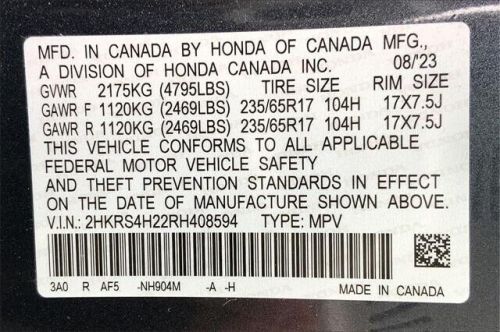 MFD. IN CANADA BY HONDA OF CANADA MFG.,
A DIVISION OF HONDA CANADA INC. 08/'23
GVWR 2175KG (4795LBS) TIRE SIZE RIM SIZE
GAWR F 1120KG (2469LBS) 235/65R17 104H 17X7.5J
GAWR R 1120KG (2469LBS) 235/65R17 104H 17X7.5J
THIS VEHICLE CONFORMS TO ALL APPLICABLE
FEDERAL MOTOR VEHICLE SAFETY
AND THEFT PREVENTION STANDARDS IN EFFECT
ON THE DATE OF MANUFACTURE SHOWN ABOVE.
V.I.N.: 2HKRS4H22RH408594 TYPE: MPV
3A0 R AF5 -NH904M -A -H
MADE IN CANADA